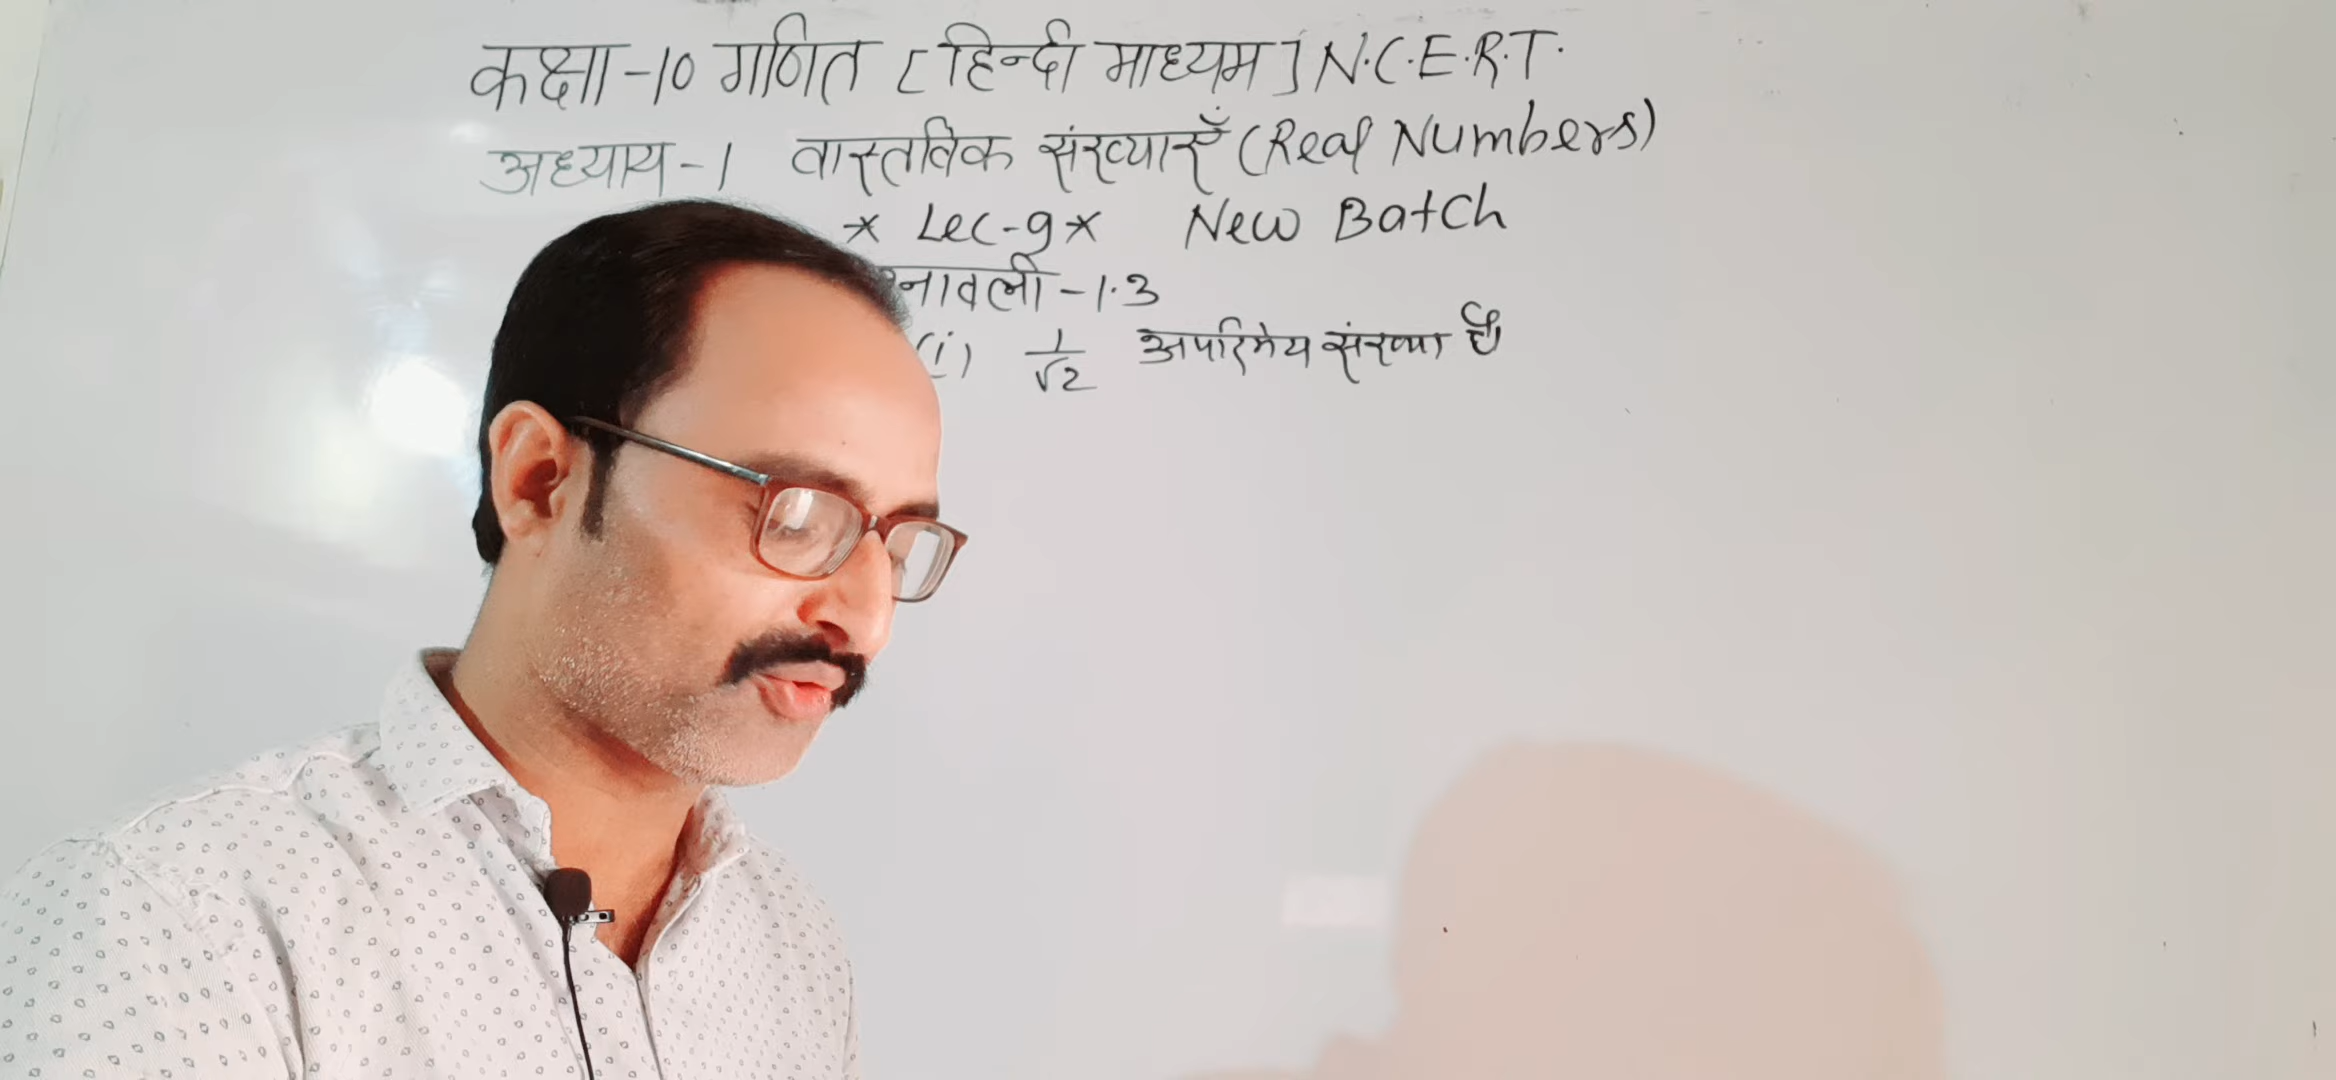 कक्षा -10 गणित [हिन्दी माध्यम] N.C.E.R.T.
अध्याय -1 वास्तविक संख्याएँ (Real Numbers)
* Lec-9 * New Batch
नावली -1.3
(i) 1/√2 अपरिमेय संख्या है